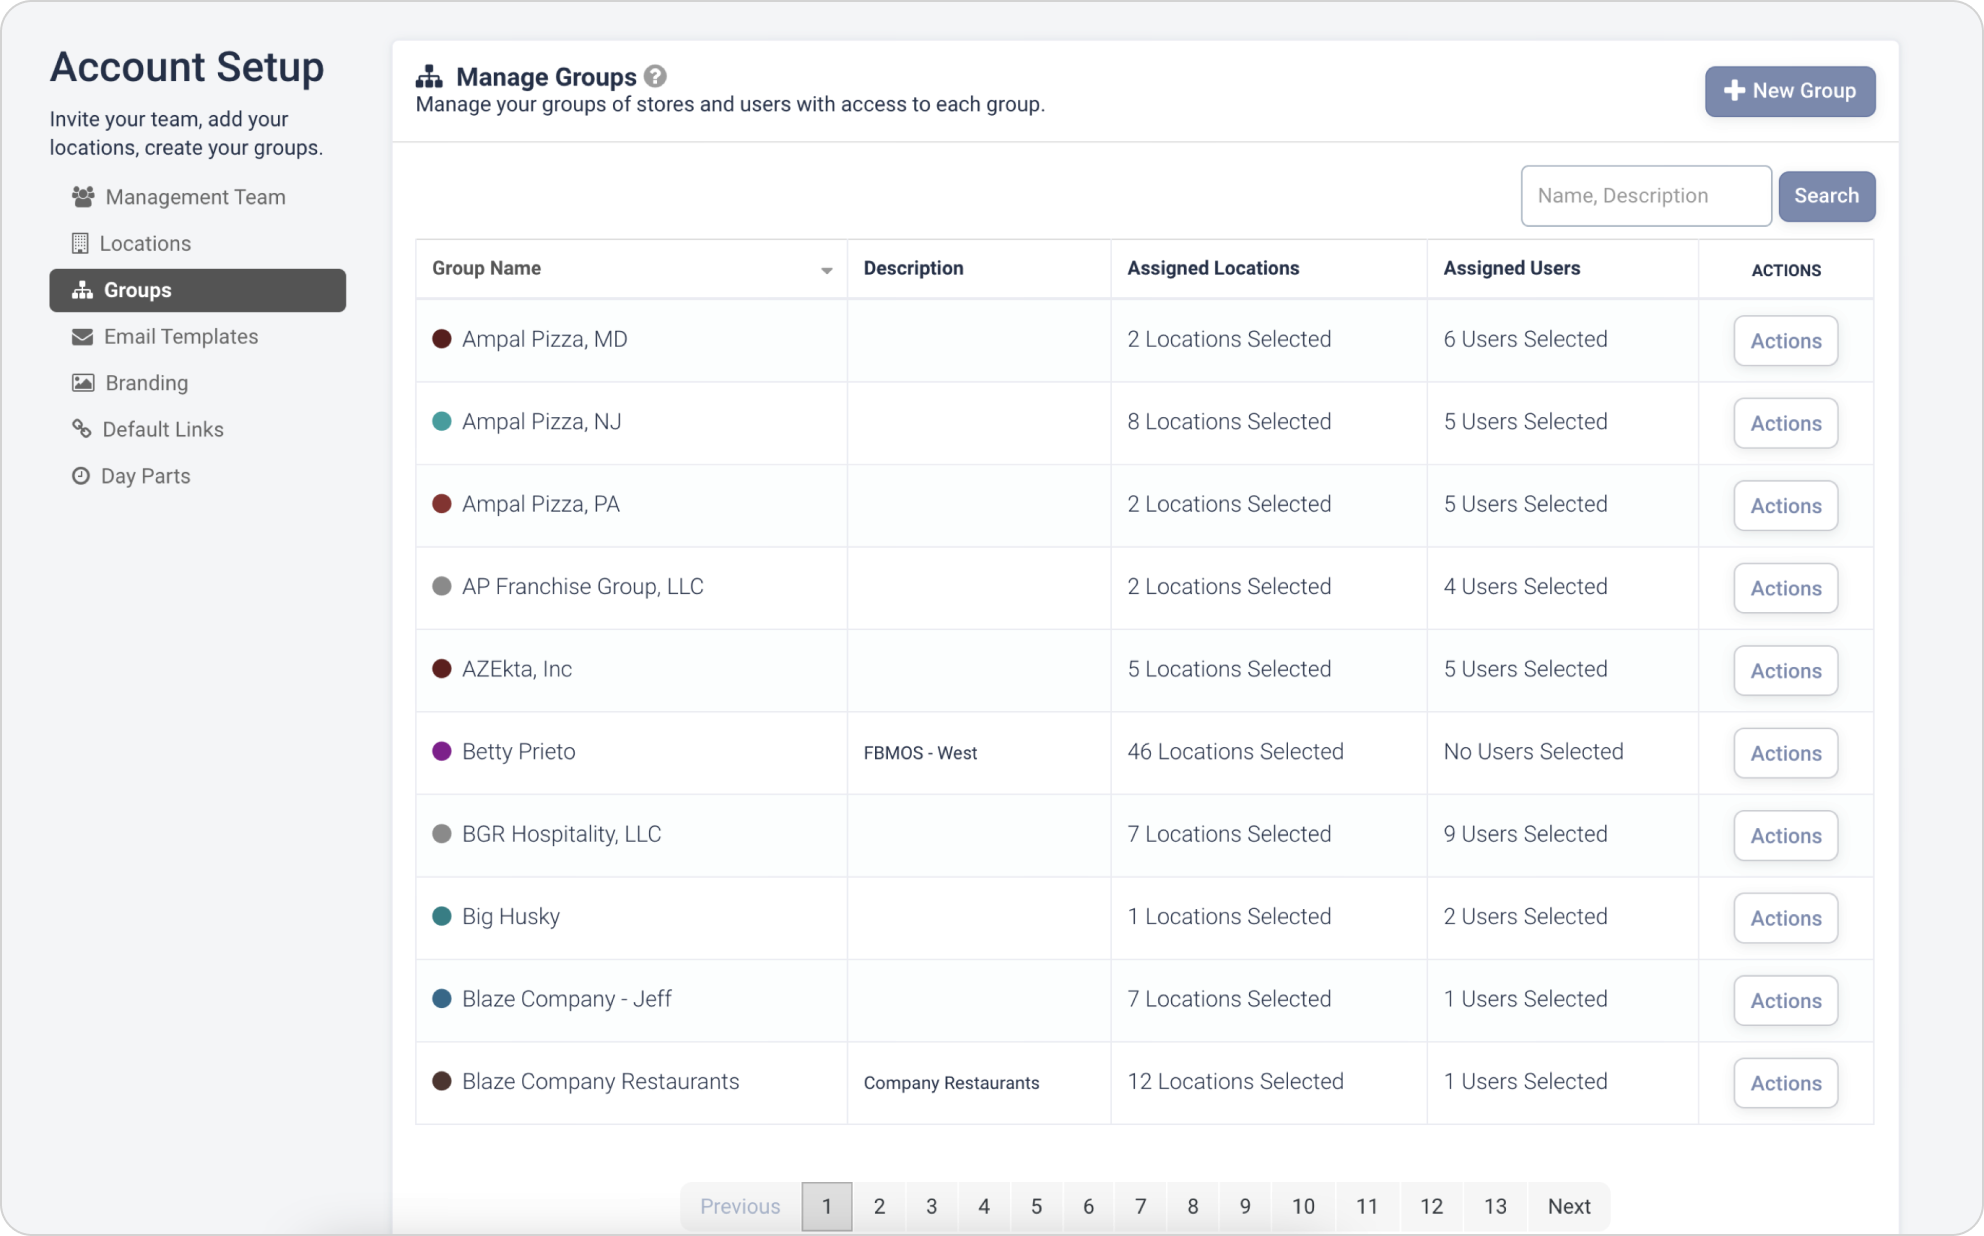 Account Setup
Invite your team, add your
locations, create your groups.
Management Team
Locations
Groups
Email Templates
Branding
Default Links
Day Parts
Manage Groups ?
Manage your groups of stores and users with access to each group.
+ New Group
Name, Description
Search
Group Name Description Assigned Locations Assigned Users ACTIONS
Ampal Pizza, MD 2 Locations Selected 6 Users Selected Actions
Ampal Pizza, NJ 8 Locations Selected 5 Users Selected Actions
Ampal Pizza, PA 2 Locations Selected 5 Users Selected Actions
AP Franchise Group, LLC 2 Locations Selected 4 Users Selected Actions
AZEkta, Inc 5 Locations Selected 5 Users Selected Actions
Betty Prieto FBMOS - West 46 Locations Selected No Users Selected Actions
BGR Hospitality, LLC 7 Locations Selected 9 Users Selected Actions
Big Husky 1 Locations Selected 2 Users Selected Actions
Blaze Company - Jeff 7 Locations Selected 1 Users Selected Actions
Blaze Company Restaurants Company Restaurants 12 Locations Selected 1 Users Selected Actions
Previous 1 2 3 4 5 6 7 8 9 10 11 12 13 Next